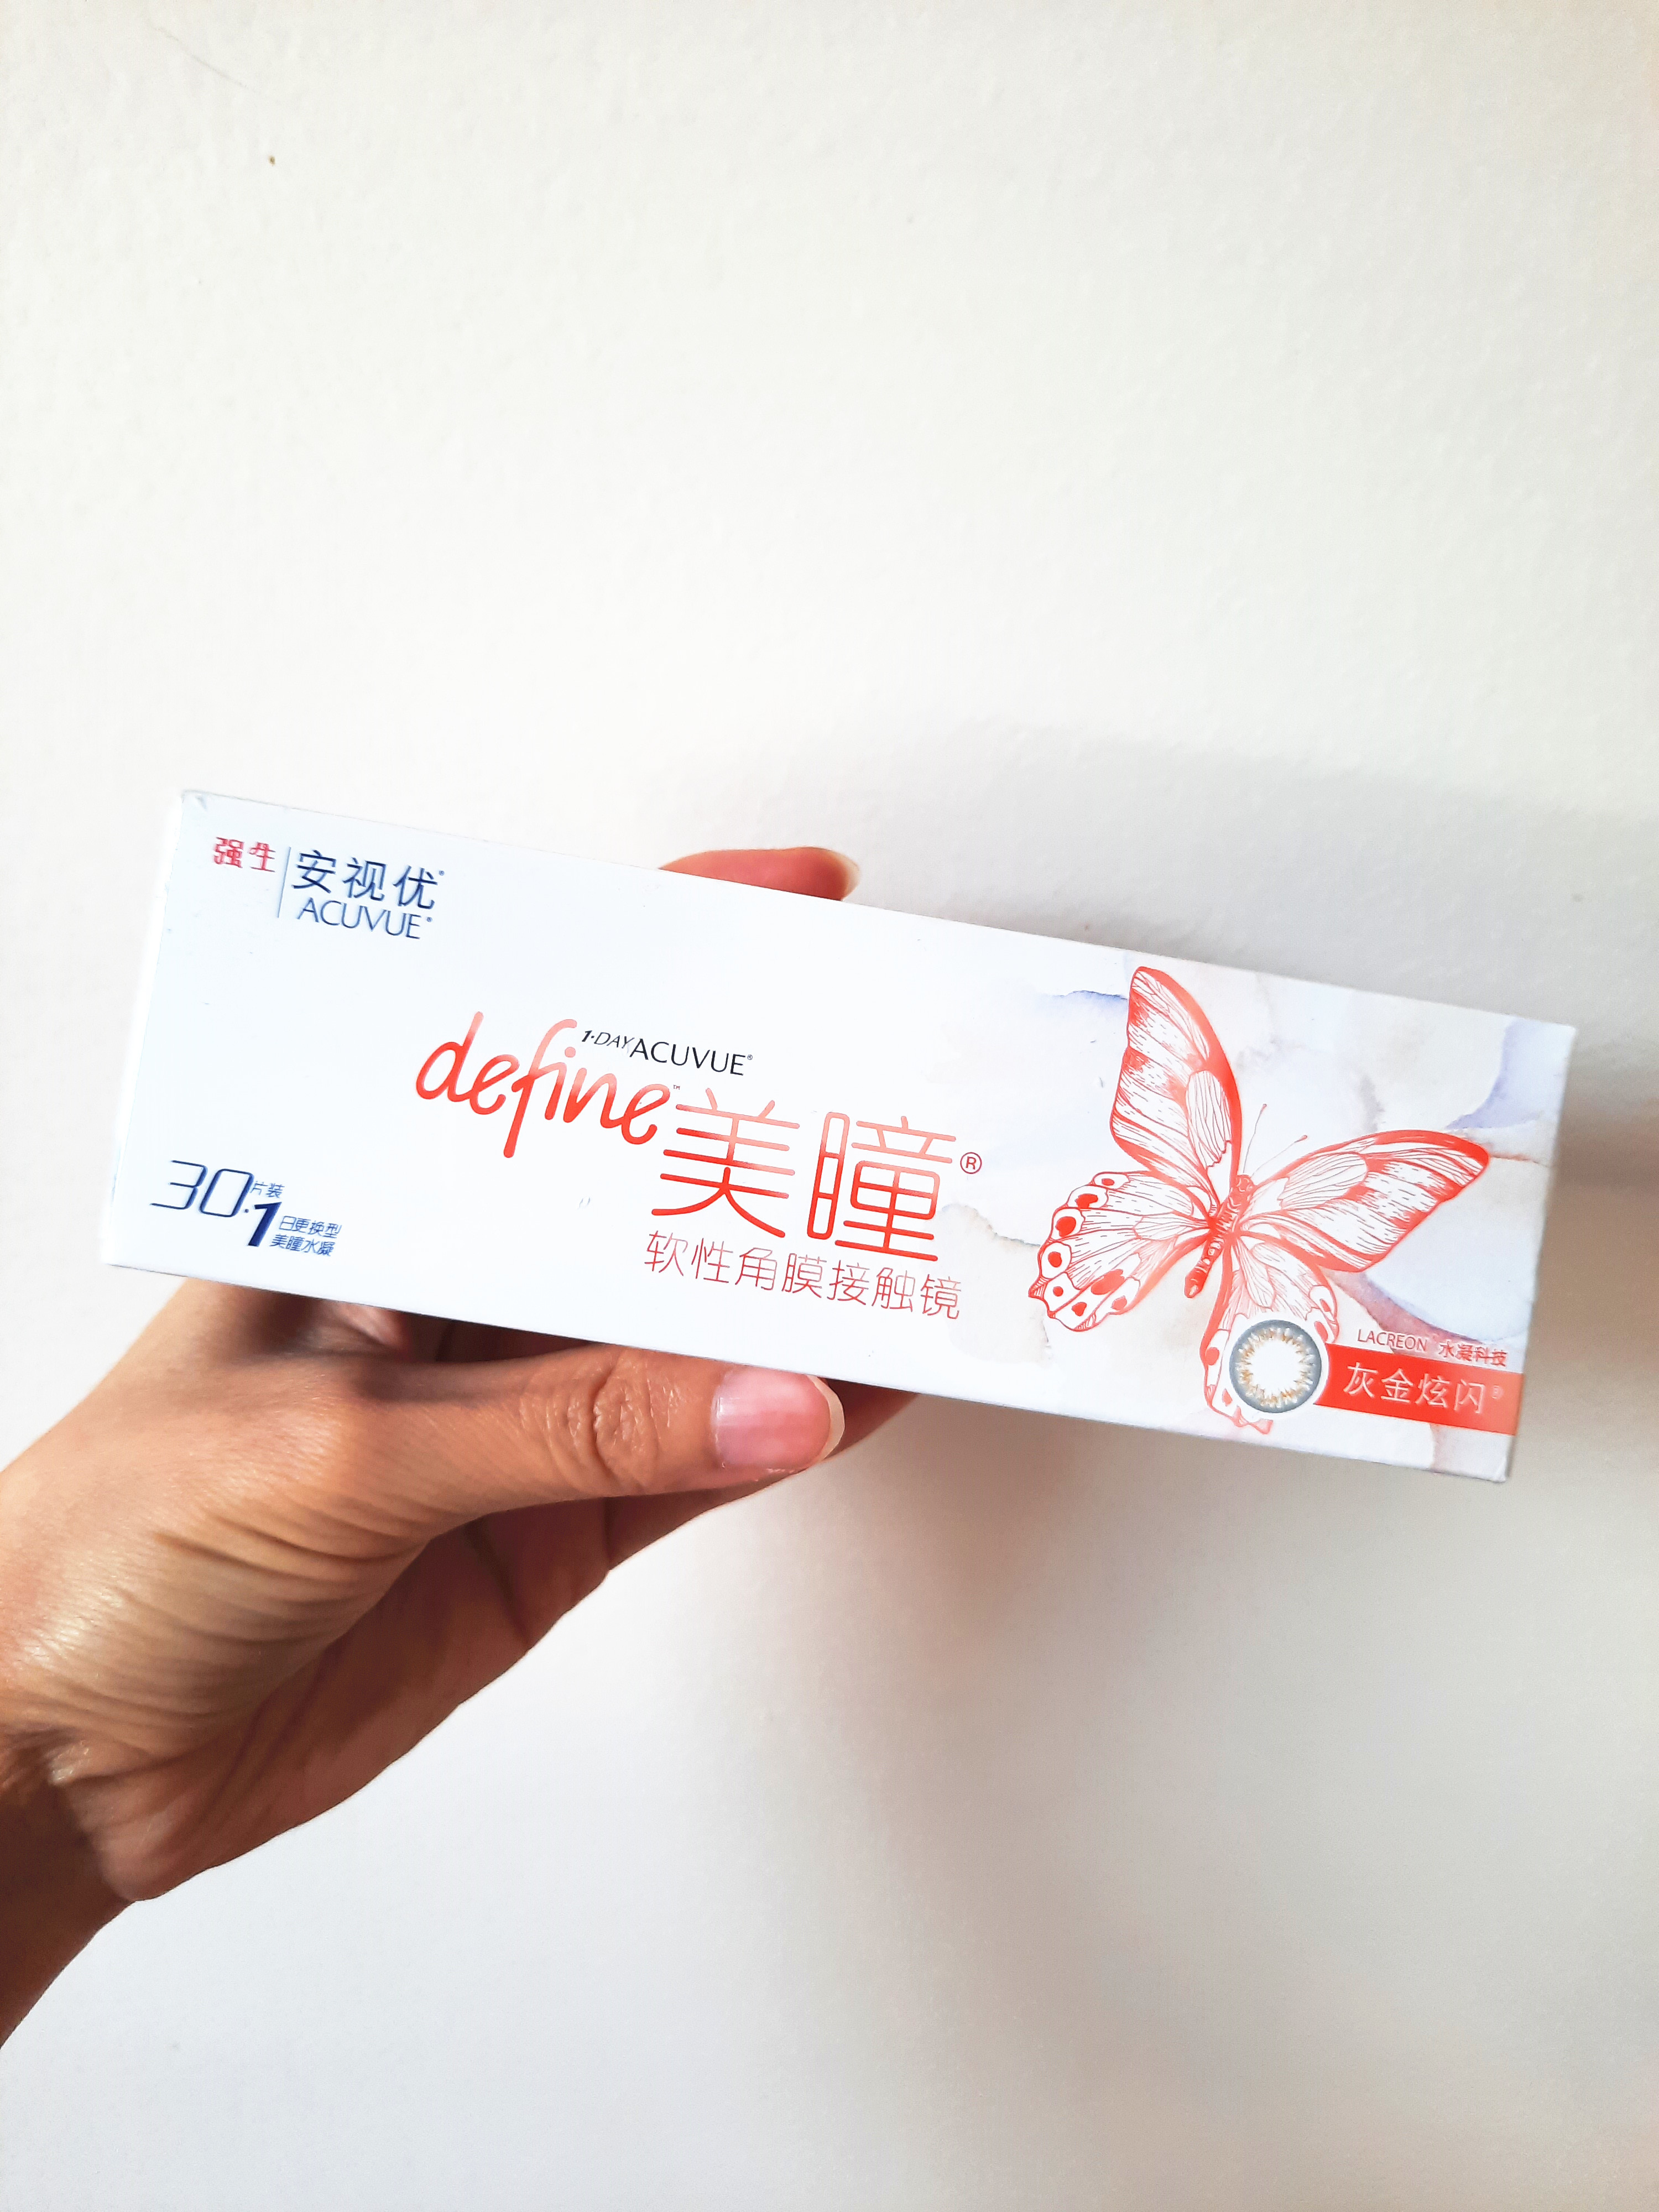 强生 安视优®
ACUVUE®
1·DAY ACUVUE®
define™ 美瞳®
软性角膜接触镜
30片装
1日更换型
美瞳水凝
LACREON® 水凝科技
灰金炫闪®